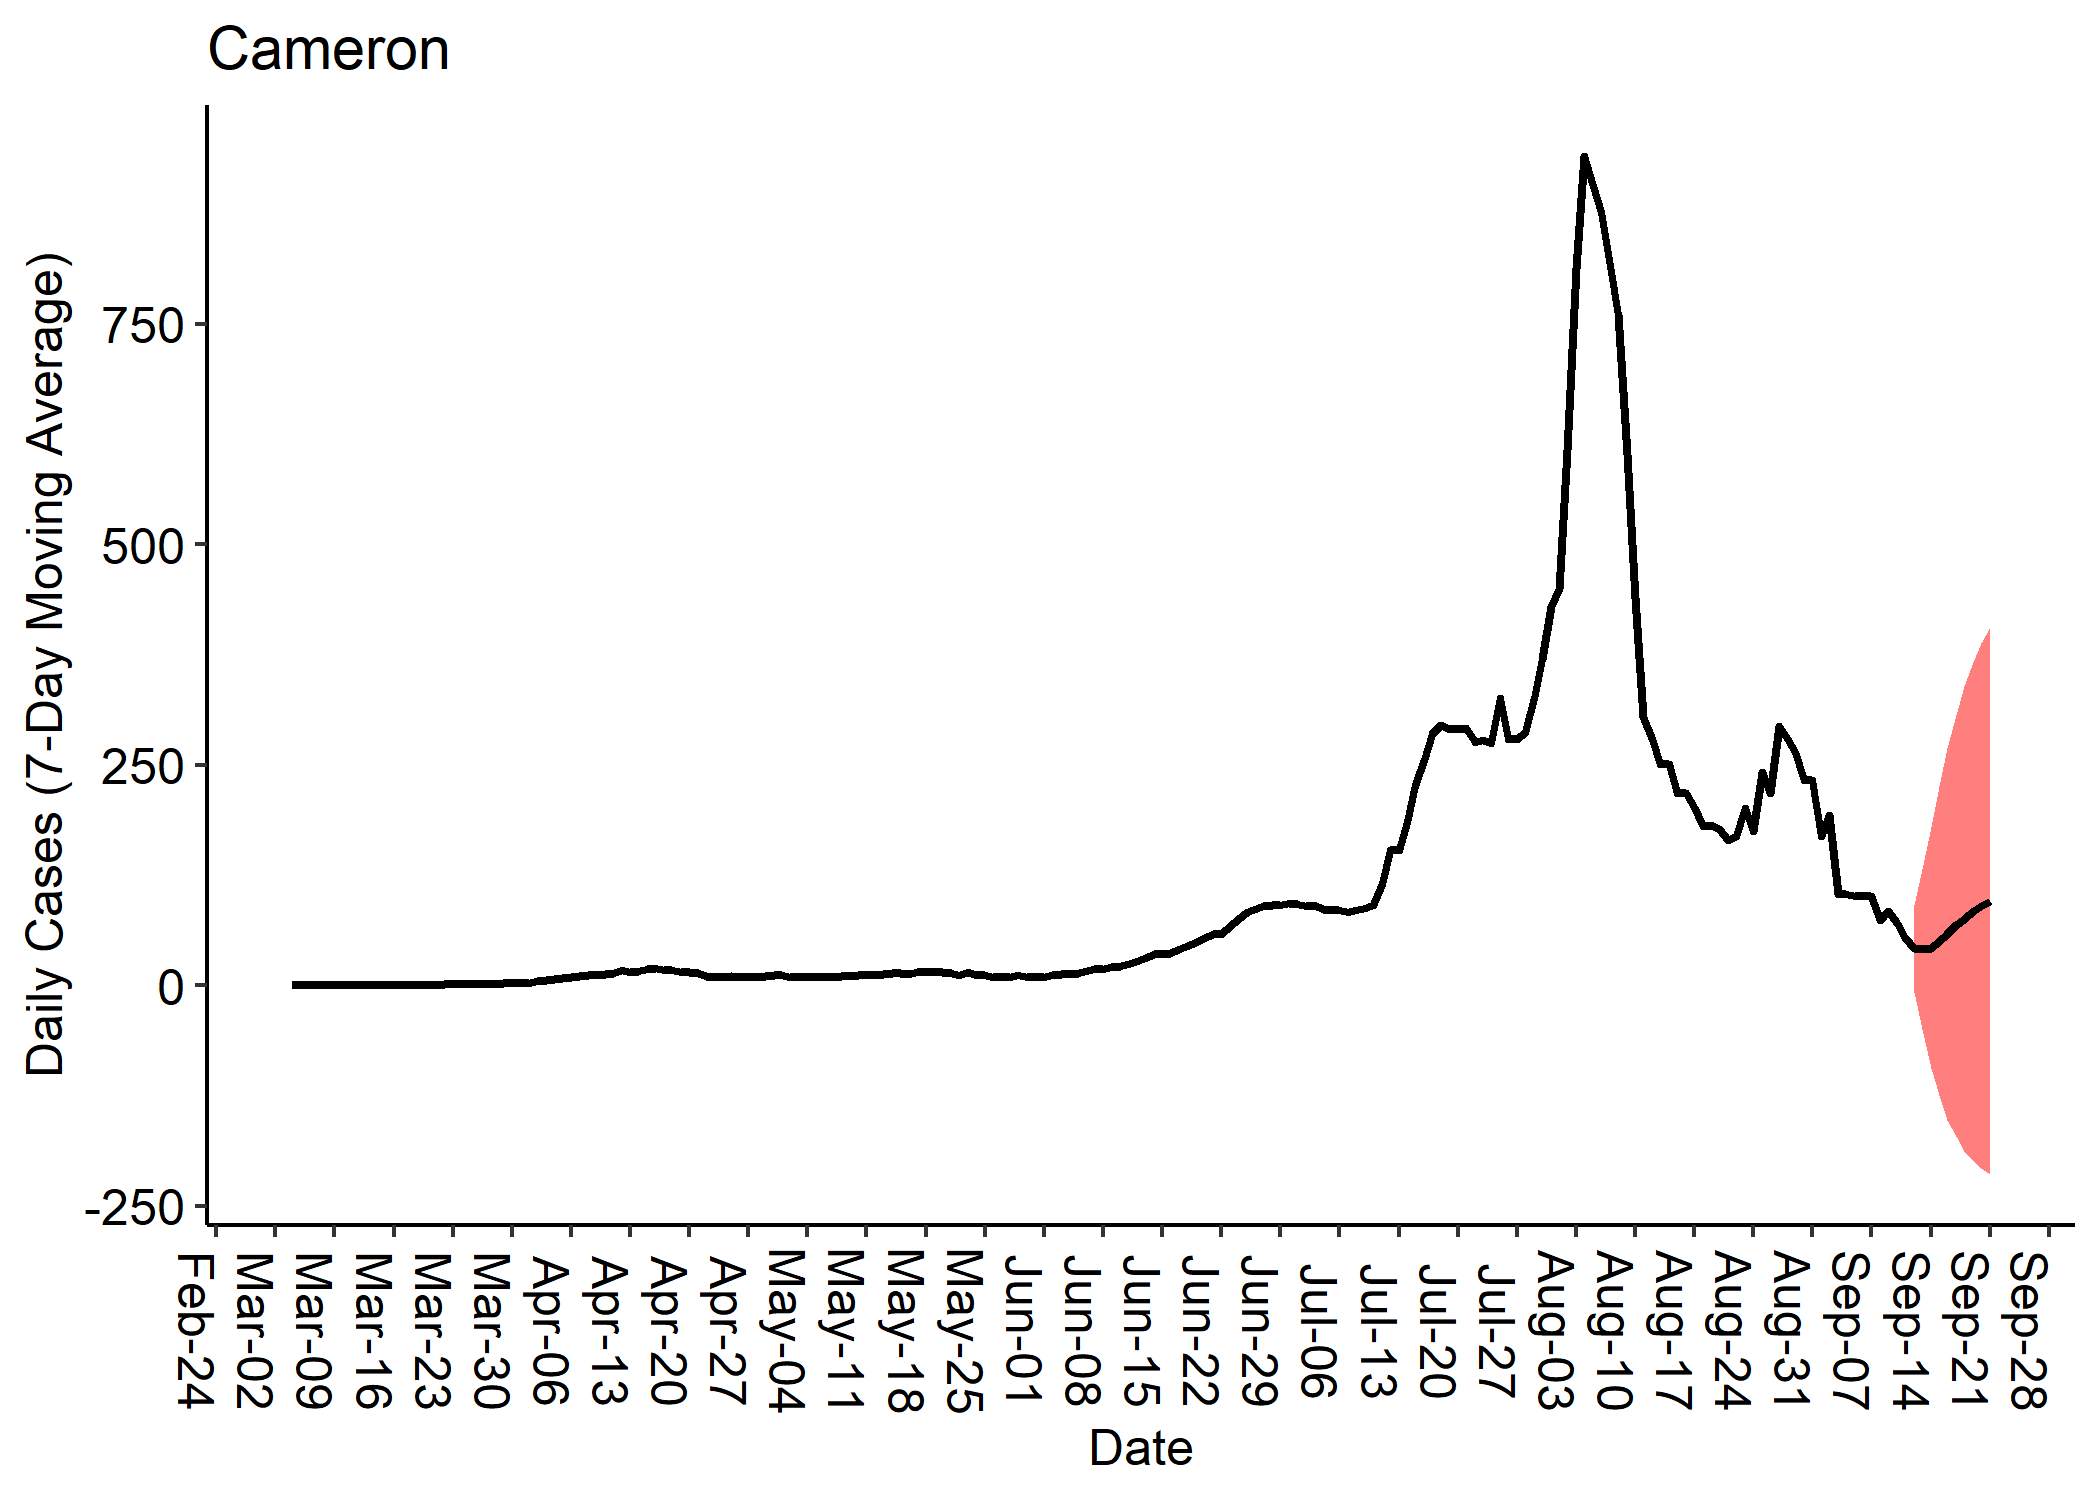 Cameron
Daily Cases (7-Day Moving Average)
750
500
250
0
-250
Feb-24
Mar-02
Mar-09
Mar-16
Mar-23
Mar-30
Apr-06
Apr-13
Apr-20
Apr-27
May-04
May-11
May-18
May-25
Jun-01
Jun-08
Jun-15
Jun-22
Jun-29
Jul-06
Jul-13
Jul-20
Jul-27
Aug-03
Aug-10
Aug-17
Aug-24
Aug-31
Sep-07
Sep-14
Sep-21
Sep-28
Date